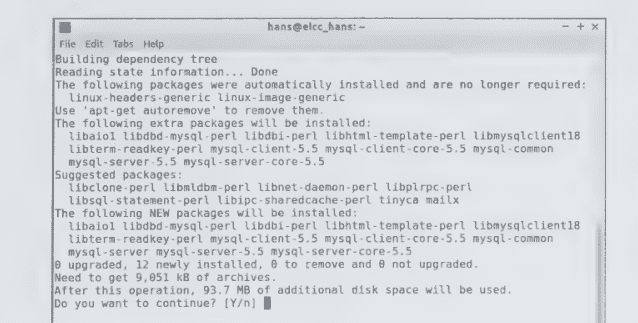 hans@elcc_hans: ~
File Edit Tabs Help
Building dependency tree
Reading state information... Done
The following packages were automatically installed and are no longer required:
linux-headers-generic linux-image-generic
Use 'apt-get autoremove' to remove them.
The following extra packages will be installed:
libaio1 libdbd-mysql-perl libdbi-perl libhtml-template-perl libmysqlclient18
libterm-readkey-perl mysql-client-5.5 mysql-client-core-5.5 mysql-common
mysql-server-5.5 mysql-server-core-5.5
Suggested packages:
libclone-perl libmldbm-perl libnet-daemon-perl libplrpc-perl
libsql-statement-perl libipc-sharedcache-perl tinyca mailx
The following NEW packages will be installed:
libaio1 libdbd-mysql-perl libdbi-perl libhtml-template-perl libmysqlclient18
libterm-readkey-perl mysql-client-5.5 mysql-client-core-5.5 mysql-common
mysql-server mysql-server-5.5 mysql-server-core-5.5
0 upgraded, 12 newly installed, 0 to remove and 0 not upgraded.
Need to get 9,051 kB of archives.
After this operation, 93.7 MB of additional disk space will be used.
Do you want to continue? [Y/n]